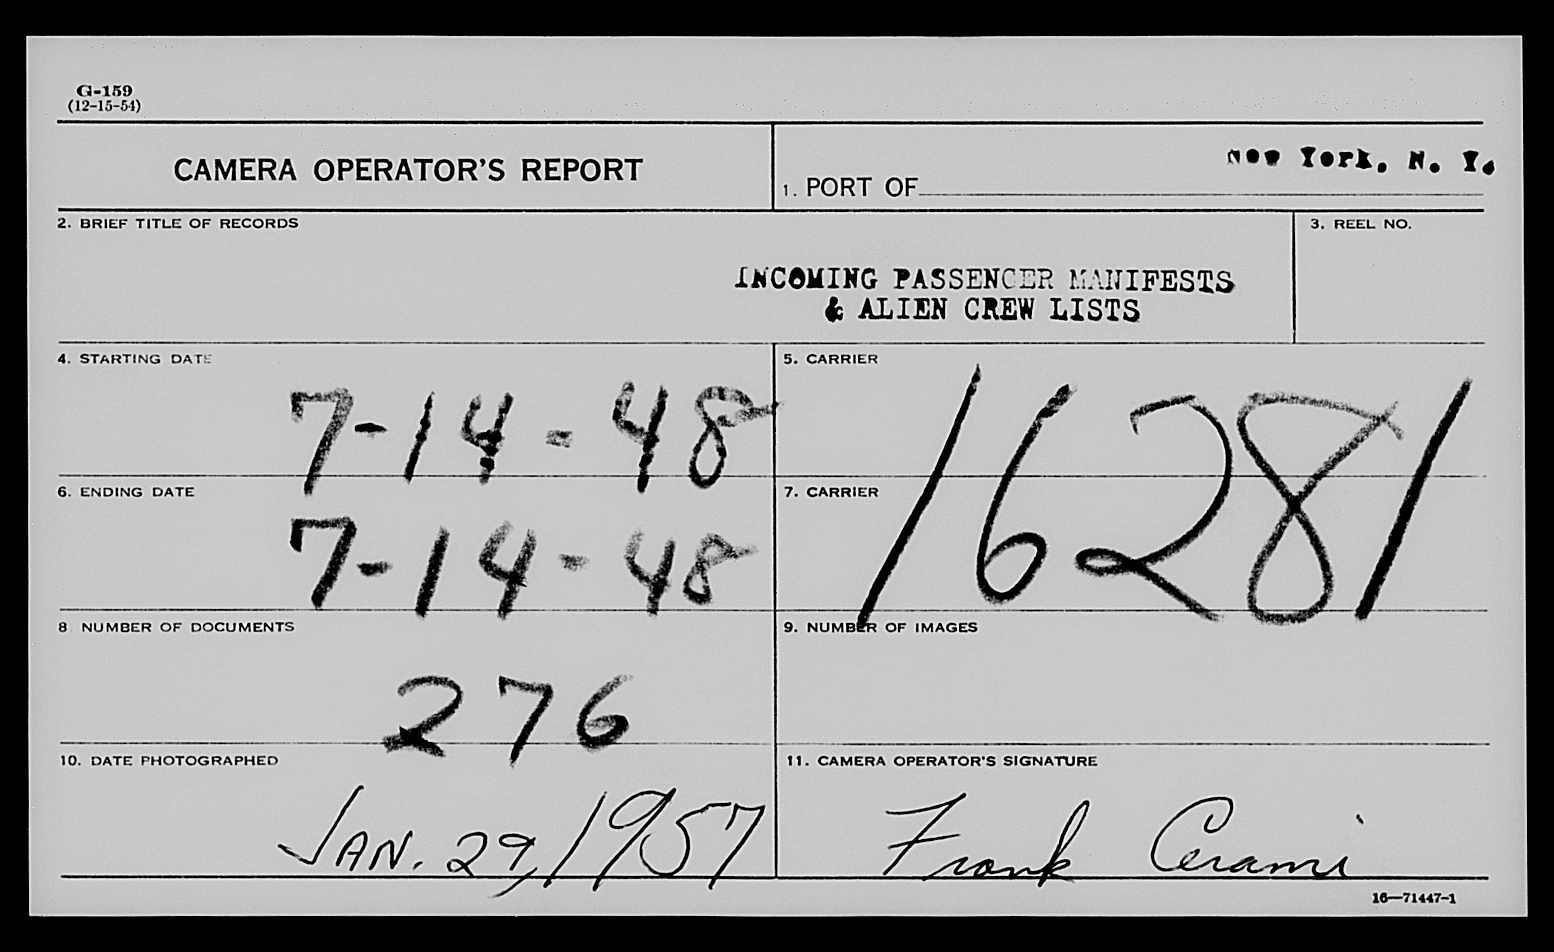 G-159
(12-15-54)
CAMERA OPERATOR'S REPORT
1. PORT OF New York, N. Y.
2. BRIEF TITLE OF RECORDS
INCOMING PASSENGER MANIFESTS
& ALIEN CREW LISTS
3. REEL NO.
4. STARTING DATE
7-14-48
5. CARRIER
16281
6. ENDING DATE
7-14-48
7. CARRIER
8 NUMBER OF DOCUMENTS
276
9. NUMBER OF IMAGES
10. DATE PHOTOGRAPHED
JAN. 29, 1957
11. CAMERA OPERATOR'S SIGNATURE
Frank Cerami
16—71447-1